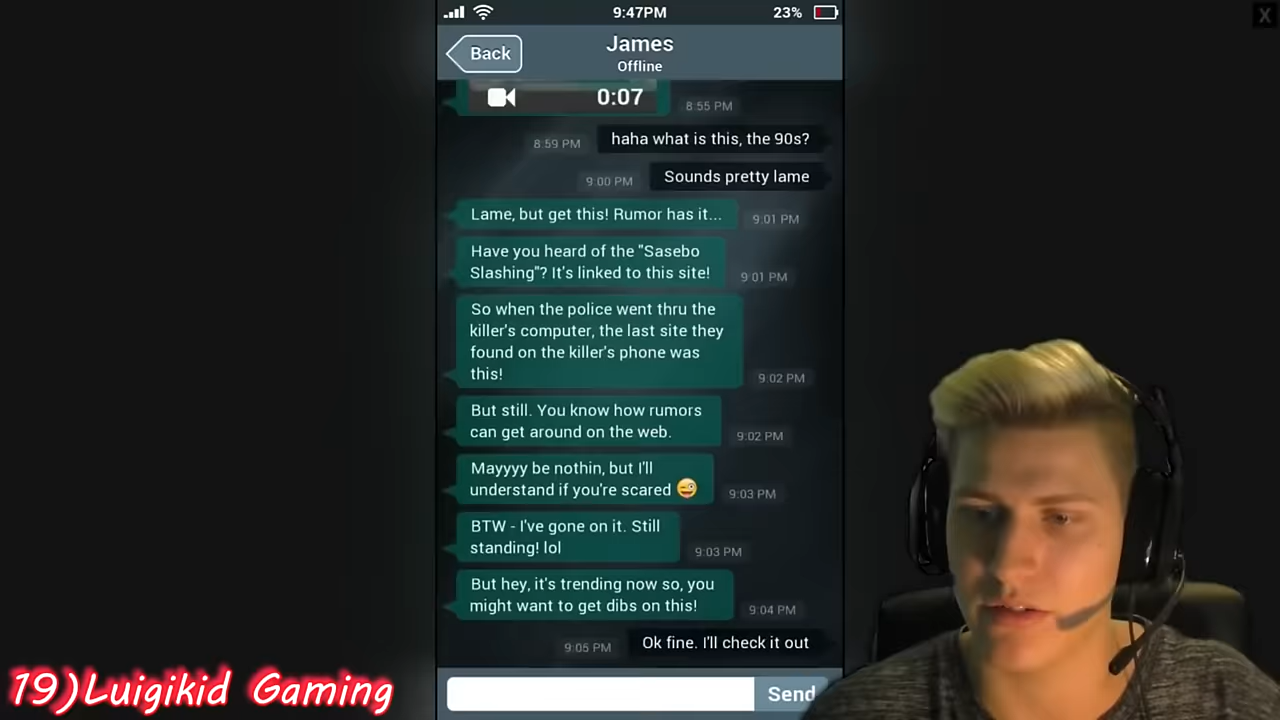 9:47PM
23%
X
Back
James
Offline
0:07
8:55 PM
haha what is this, the 90s?
8:59 PM
Sounds pretty lame
9:00 PM
Lame, but get this! Rumor has it...
9:01 PM
Have you heard of the "Sasebo
Slashing"? It's linked to this site!
9:01 PM
So when the police went thru the
killer's computer, the last site they
found on the killer's phone was
this!
9:02 PM
But still. You know how rumors
can get around on the web.
9:02 PM
Mayyyy be nothin, but I'll
understand if you're scared 😜
9:03 PM
BTW - I've gone on it. Still
standing! lol
9:03 PM
But hey, it's trending now so, you
might want to get dibs on this!
9:04 PM
Ok fine. I'll check it out
9:05 PM
Send
19)Luigikid Gaming